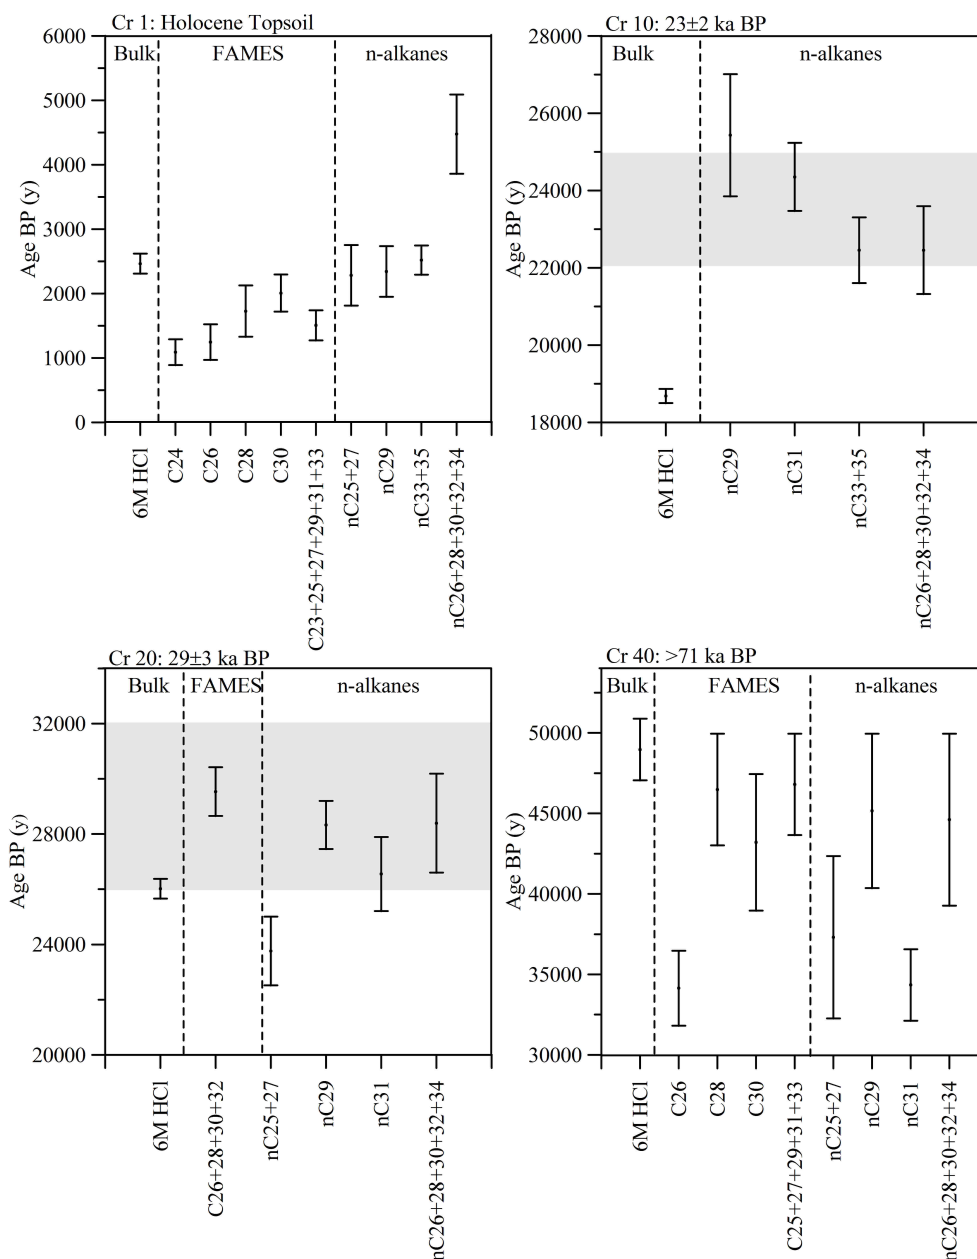 Cr 1: Holocene Topsoil
Bulk FAMES n-alkanes
Age BP (y)
6000
5000
4000
3000
2000
1000
0
6M HCl
C24
C26
C28
C30
C23+25+27+29+31+33
nC25+27
nC29
nC33+35
nC26+28+30+32+34
Cr 10: 23±2 ka BP
Bulk n-alkanes
Age BP (y)
28000
26000
24000
22000
20000
18000
6M HCl
nC29
nC31
nC33+35
nC26+28+30+32+34
Cr 20: 29±3 ka BP
Bulk FAMES n-alkanes
Age BP (y)
32000
28000
24000
20000
6M HCl
C26+28+30+32
nC25+27
nC29
nC31
nC26+28+30+32+34
Cr 40: >71 ka BP
Bulk FAMES n-alkanes
Age BP (y)
50000
45000
40000
35000
30000
6M HCl
C26
C28
C30
C25+27+29+31+33
nC25+27
nC29
nC31
nC26+28+30+32+34